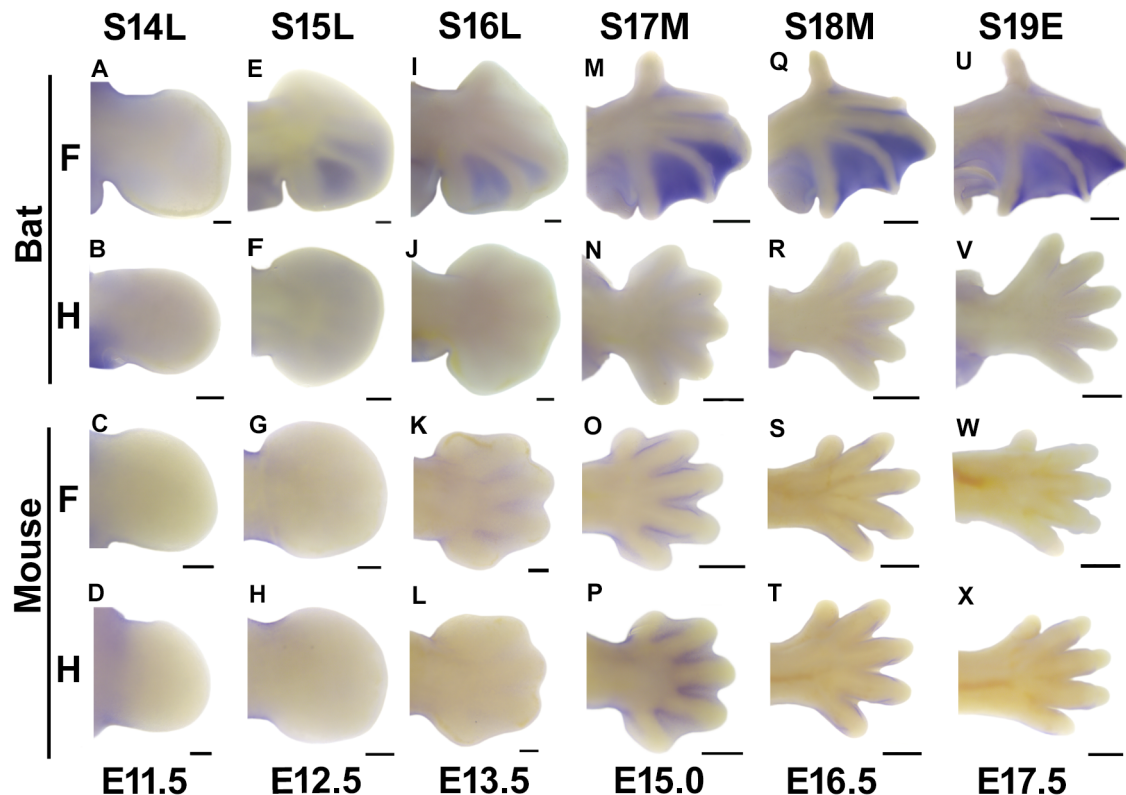 S14L S15L S16L S17M S18M S19E
A E I M Q U
F
B F J N R V
H
Bat
C G K O S W
F
D H L P T X
H
Mouse
E11.5 E12.5 E13.5 E15.0 E16.5 E17.5